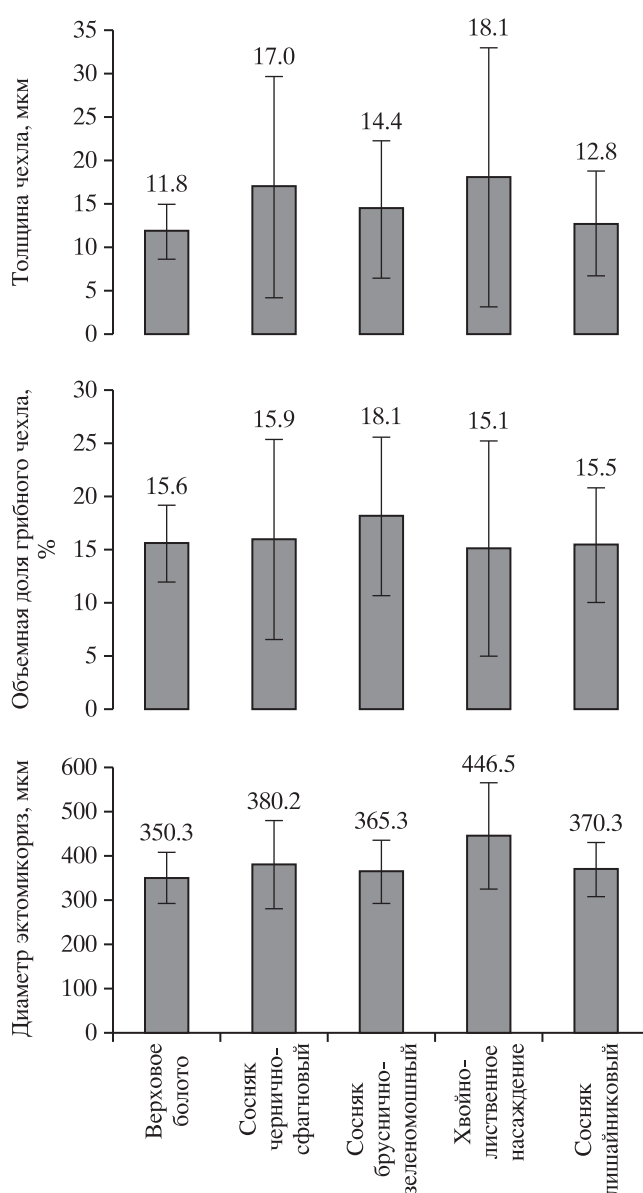 Толщина чехла, мкм
35
30
25
20
15
10
5
0
11.8
17.0
14.4
18.1
12.8
Объемная доля грибного чехла,
%
30
25
20
15
10
5
0
15.6
15.9
18.1
15.1
15.5
Диаметр эктомикориз, мкм
600
500
400
300
200
100
0
350.3
380.2
365.3
446.5
370.3
Верховое
болото
Сосняк
чернично-
сфагновый
Сосняк
бруснично-
зеленомошный
Хвойно-
лиственное
насаждение
Сосняк
лишайниковый